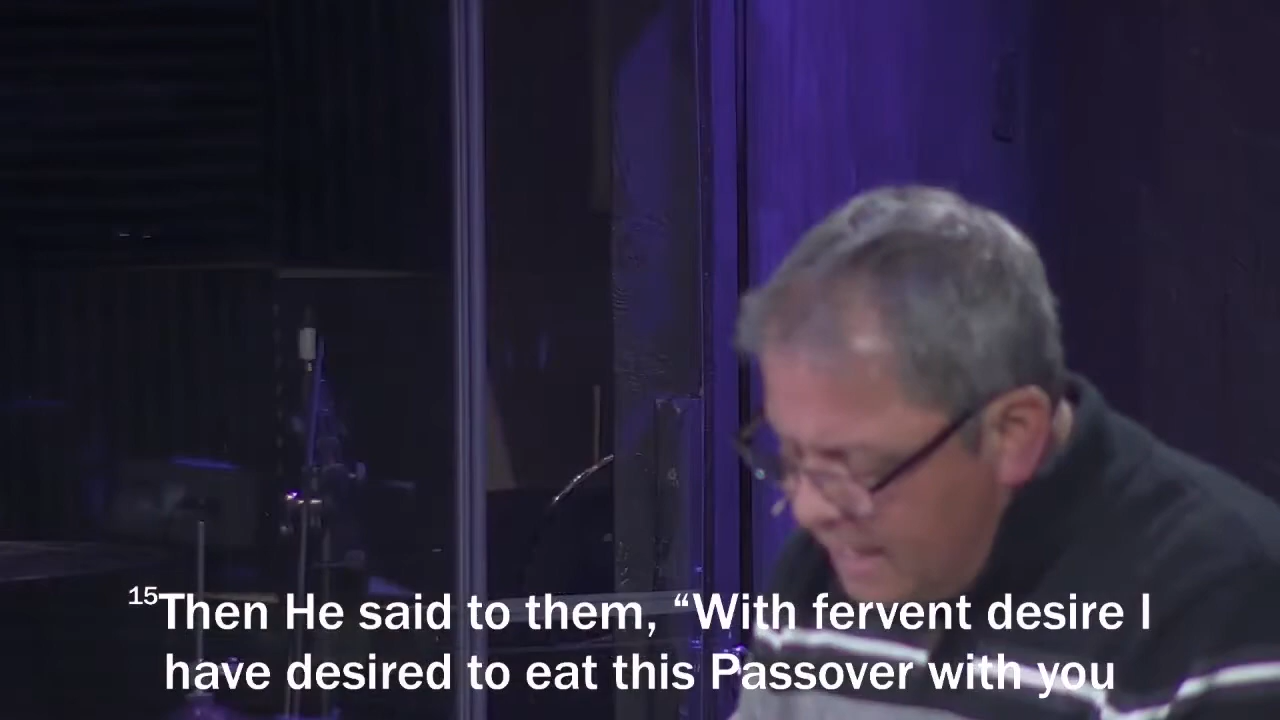 ¹⁵Then He said to them, “With fervent desire I
have desired to eat this Passover with you